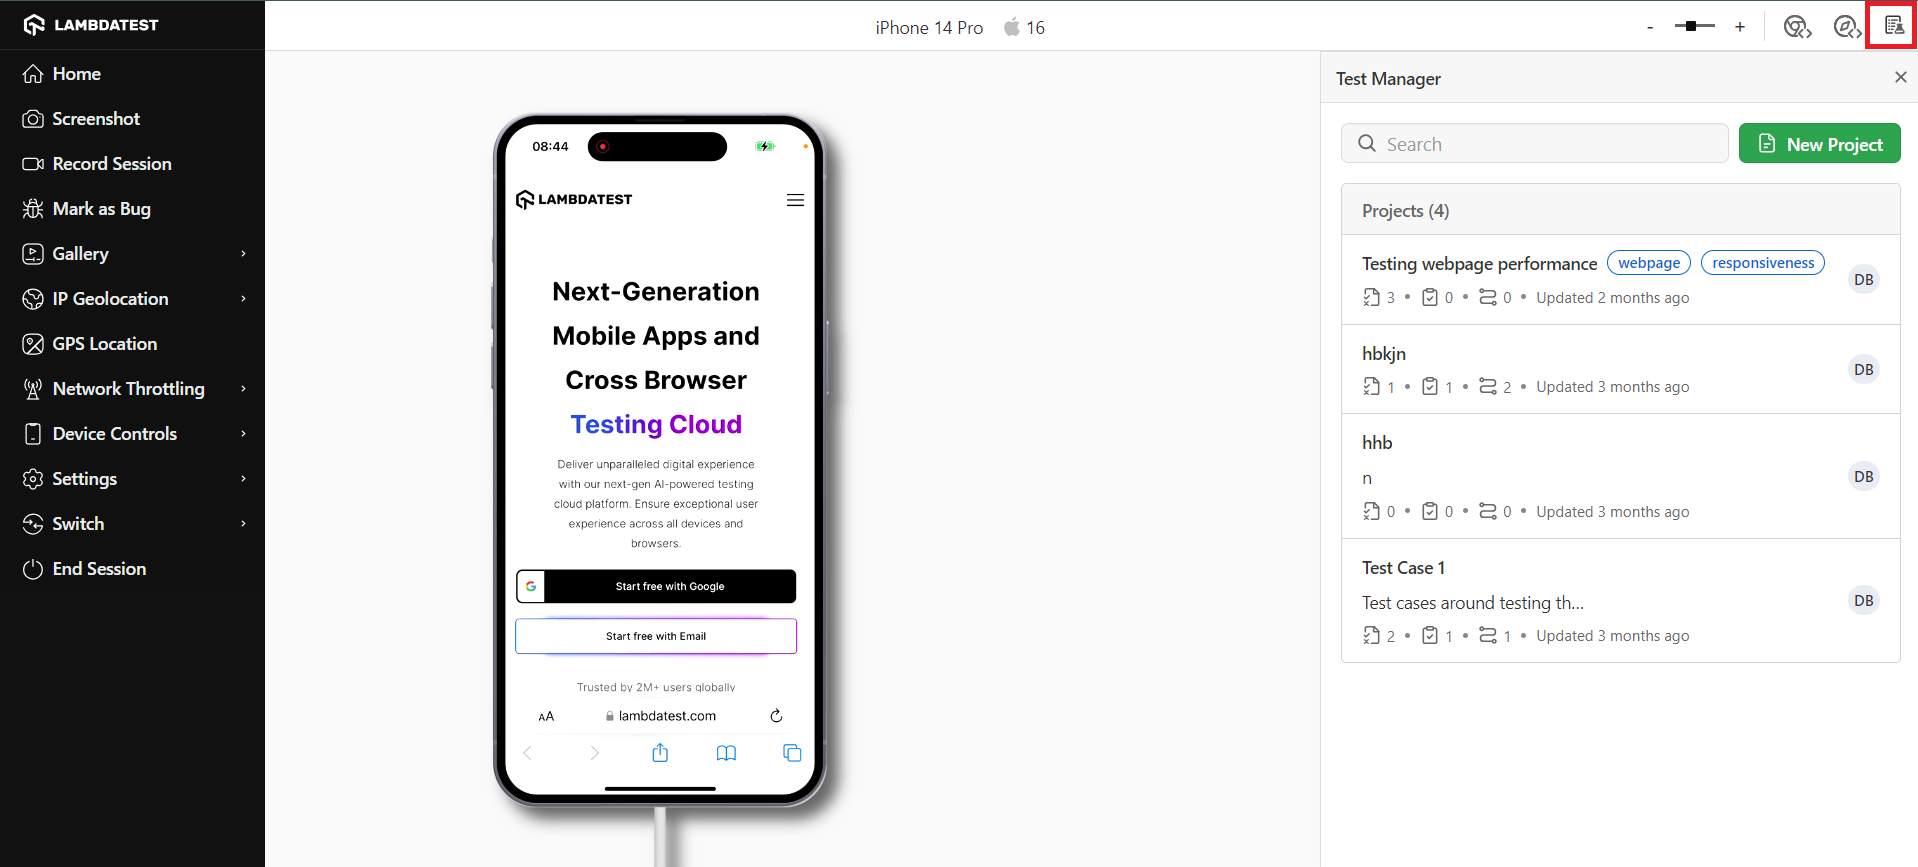 LAMBDATEST
Home
Screenshot
Record Session
Mark as Bug
Gallery
IP Geolocation
GPS Location
Network Throttling
Device Controls
Settings
Switch
End Session
iPhone 14 Pro 16
- +
08:44
LAMBDATEST
Next-Generation
Mobile Apps and
Cross Browser
Testing Cloud
Deliver unparalleled digital experience
with our next-gen AI-powered testing
cloud platform. Ensure exceptional user
experience across all devices and
browsers.
G Start free with Google
Start free with Email
Trusted by 2M+ users globally
AA lambdatest.com
Test Manager
Search
New Project
Projects (4)
Testing webpage performance webpage responsiveness
DB
3 • 0 • 0 • Updated 2 months ago
hbkjn
DB
1 • 1 • 2 • Updated 3 months ago
hhb
n
DB
0 • 0 • 0 • Updated 3 months ago
Test Case 1
Test cases around testing th...
DB
2 • 1 • 1 • Updated 3 months ago